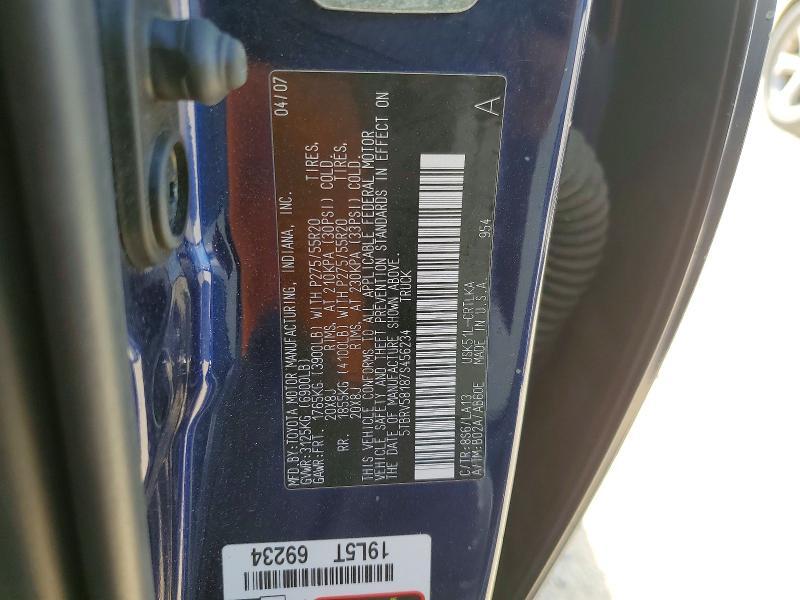 MFD.BY:TOYOTA MOTOR MANUFACTURING, INDIANA, INC. 04/07
GVWR:3125KG (6900LB)
GAWR:FRT. 1765KG (3900LB) WITH P275/55R20 TIRES,
20X8J RIMS, AT 210KPA (30PSI) COLD.
RR. 1855KG (4100LB) WITH P275/55R20 TIRES,
20X8J RIMS, AT 230KPA (33PSI) COLD.
THIS VEHICLE CONFORMS TO ALL APPLICABLE FEDERAL MOTOR
VEHICLE SAFETY AND THEFT PREVENTION STANDARDS IN EFFECT ON
THE DATE OF MANUFACTURE SHOWN ABOVE.
5TBRV58187S456234 TRUCK
C/TR:8S6/LA13 USK51L-CRTLKA 954
A/TM:B02A/AB60E MADE IN U.S.A.
A
19L5T 69234